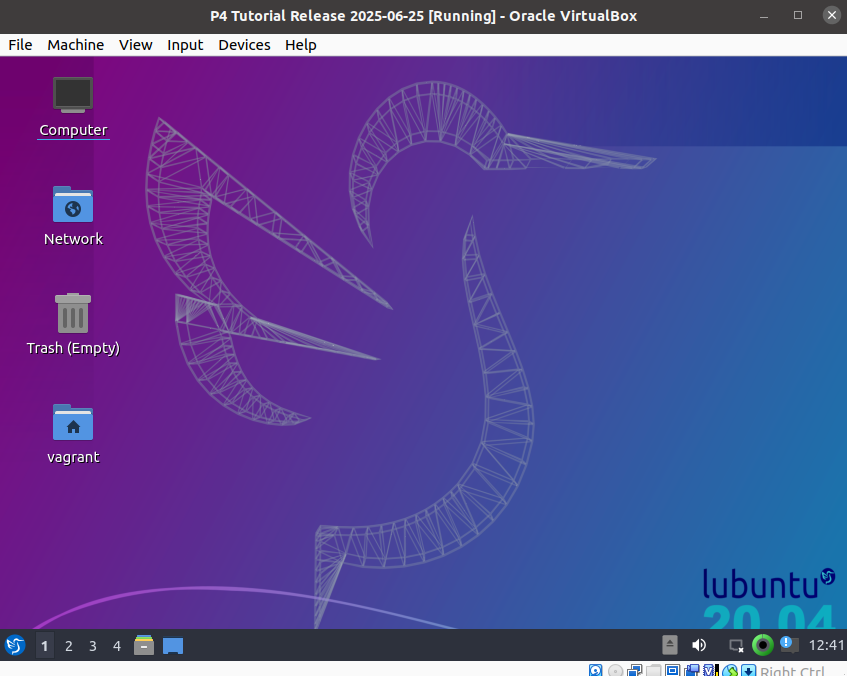 P4 Tutorial Release 2025-06-25 [Running] - Oracle VirtualBox
File Machine View Input Devices Help
Computer
Network
Trash (Empty)
vagrant
lubuntu
20.04
1 2 3 4 12:41
Right Ctrl